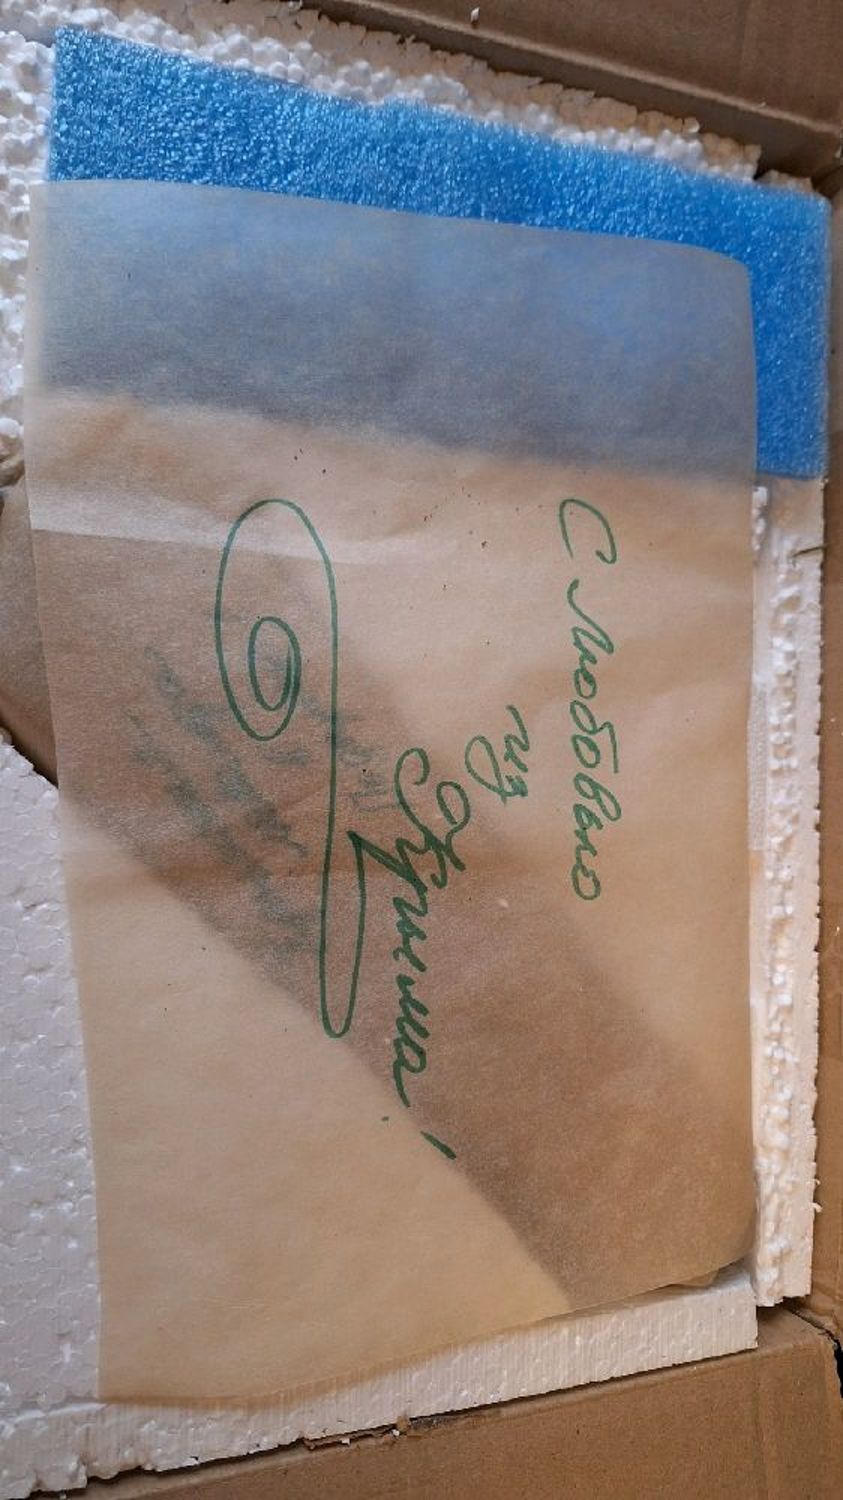 С Любовью
из
Крыма!